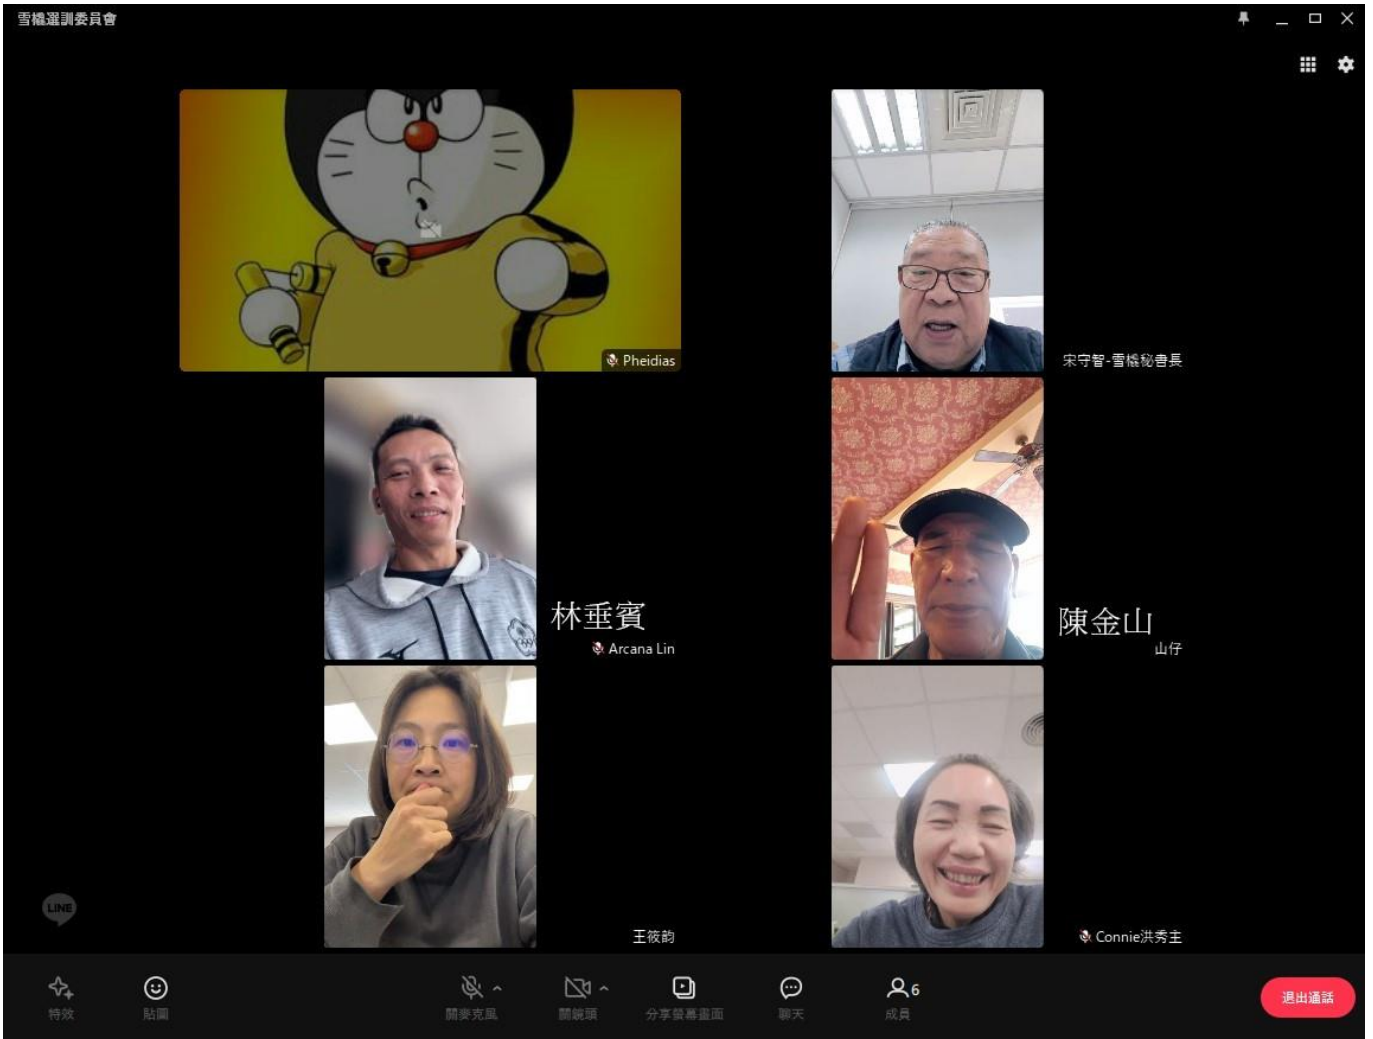 雪橇選訓委員會
Pheidias
宋守智-雪橇秘書長
林垂賓
Arcana Lin
陳金山
山仔
王筱韵
Connie洪秀主
LINE
特效
貼圖
開麥克風
開鏡頭
分享螢幕畫面
聊天
6
成員
退出通話